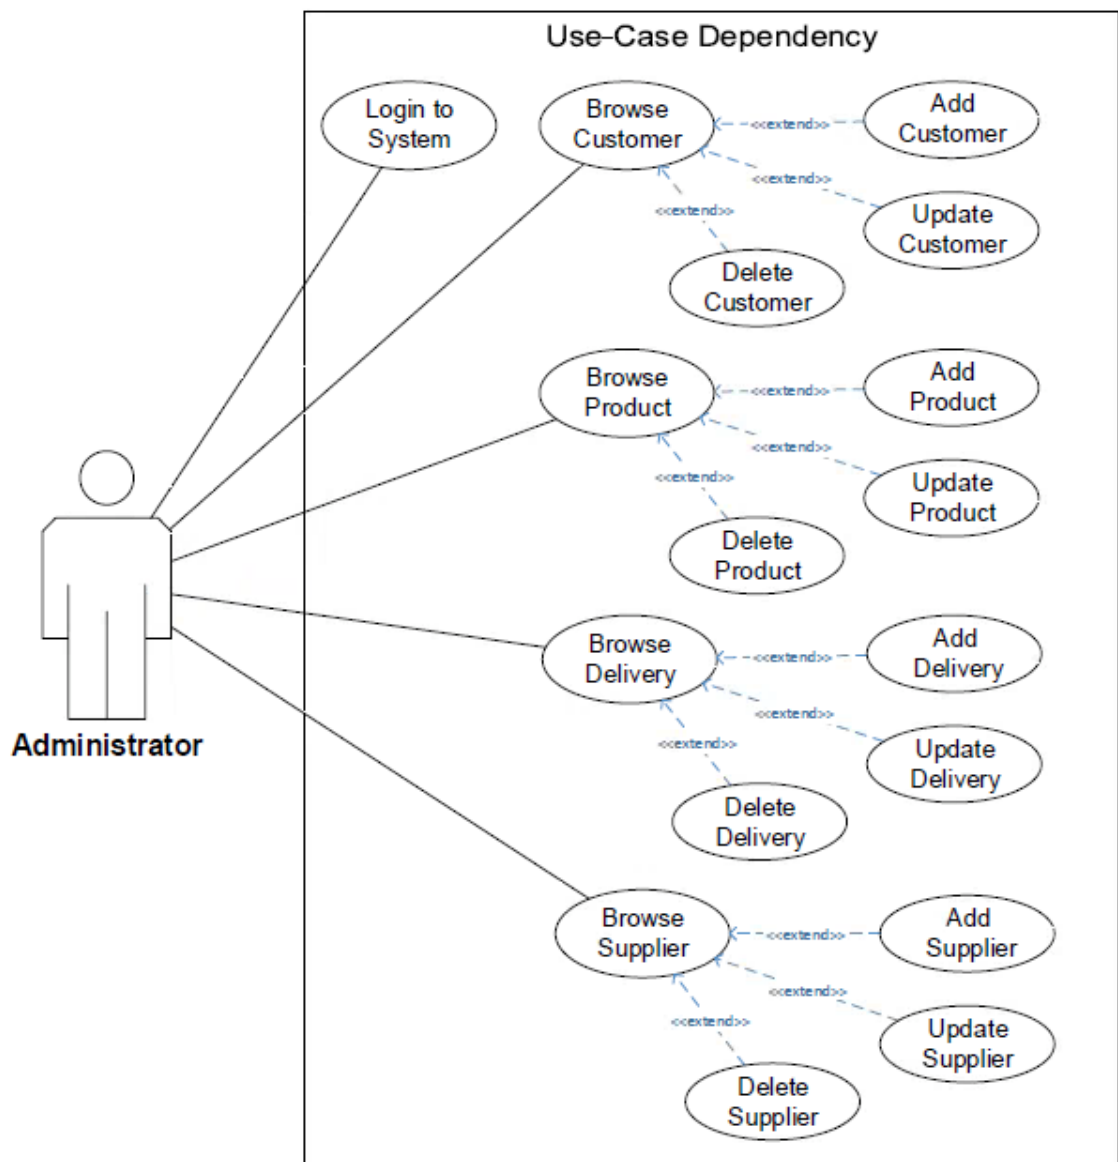 Use-Case Dependency
Login to
System
Browse
Customer
<<extend>>
Add
Customer
<<extend>>
Update
Customer
<<extend>>
Delete
Customer
Browse
Product
<<extend>>
Add
Product
<<extend>>
Update
Product
<<extend>>
Delete
Product
Administrator
Browse
Delivery
<<extend>>
Add
Delivery
<<extend>>
Update
Delivery
<<extend>>
Delete
Delivery
Browse
Supplier
<<extend>>
Add
Supplier
<<extend>>
Update
Supplier
<<extend>>
Delete
Supplier